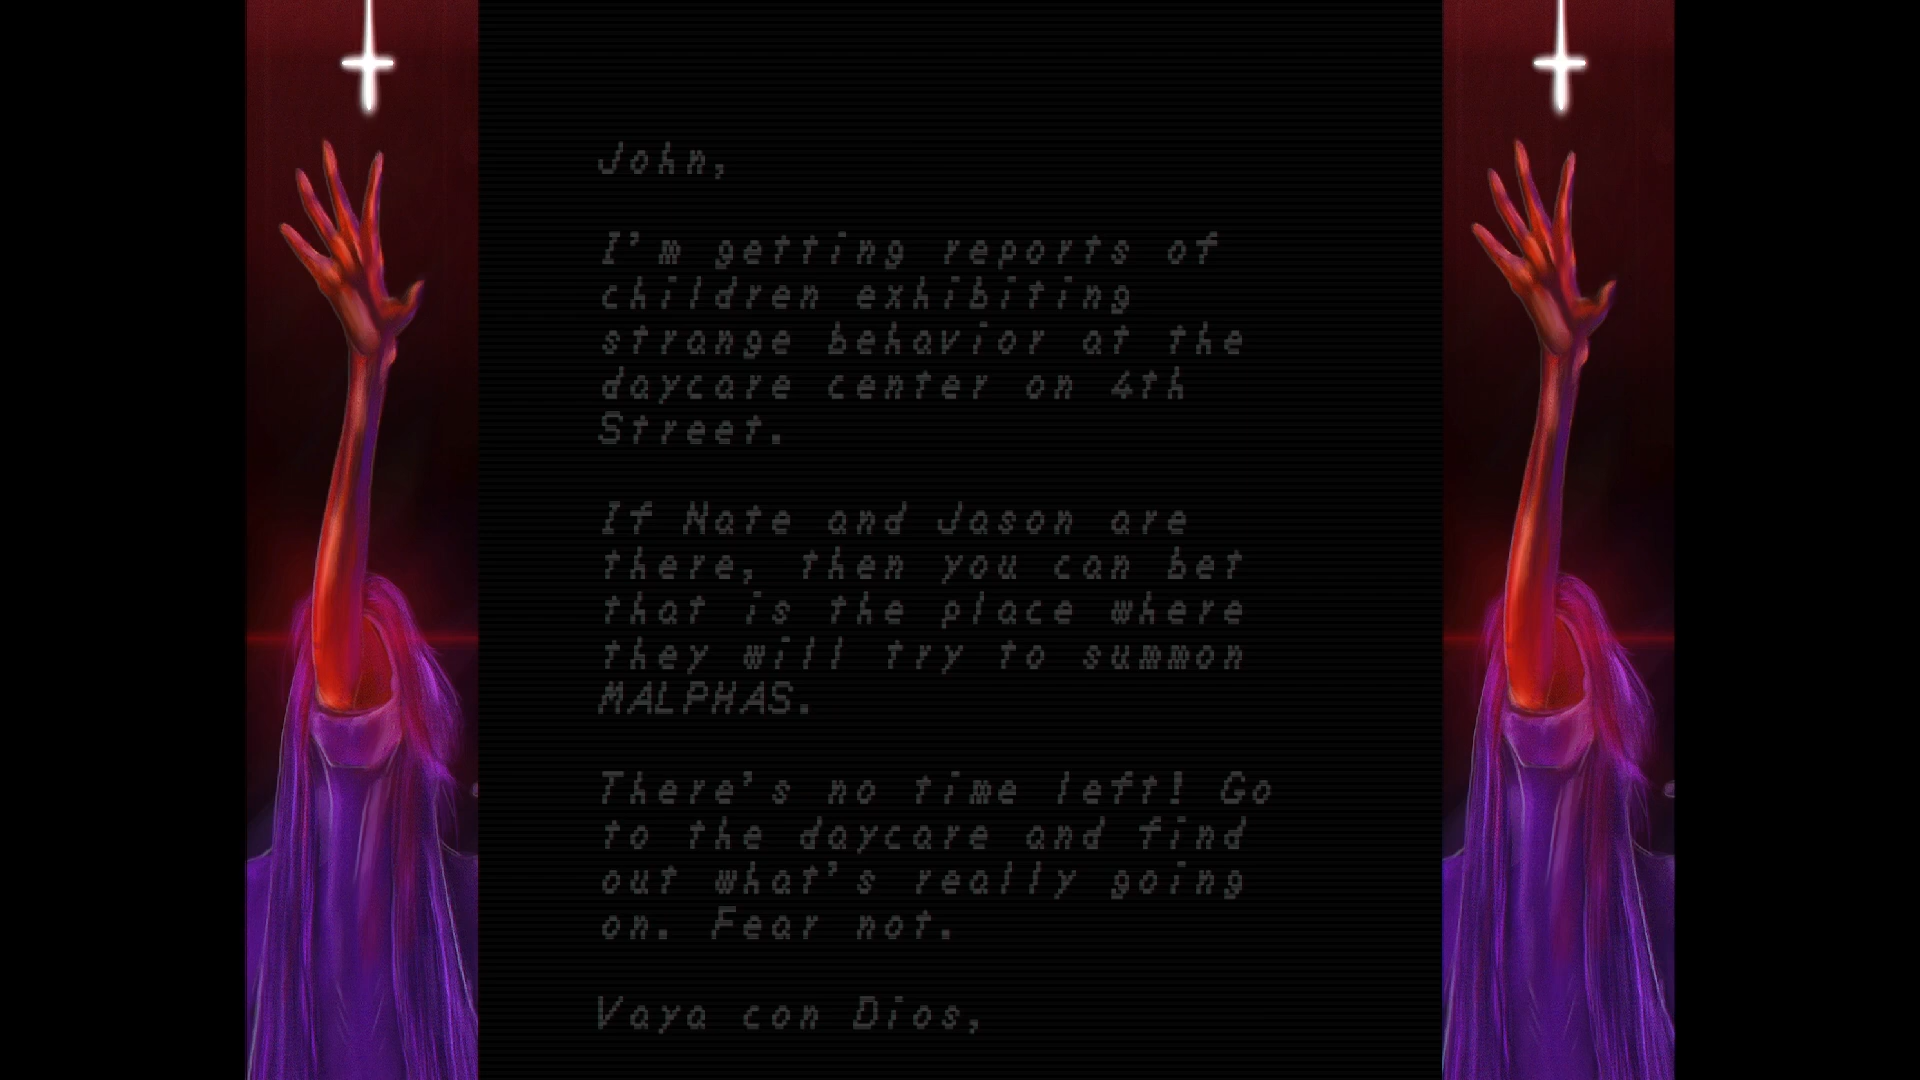 John,
I'm getting reports of
children exhibiting
strange behavior at the
daycare center on 4th
Street.
If Nate and Jason are
there, then you can bet
that is the place where
they will try to summon
MALPHAS.
There's no time left! Go
to the daycare and find
out what's really going
on. Fear not.
Vaya con Dios,